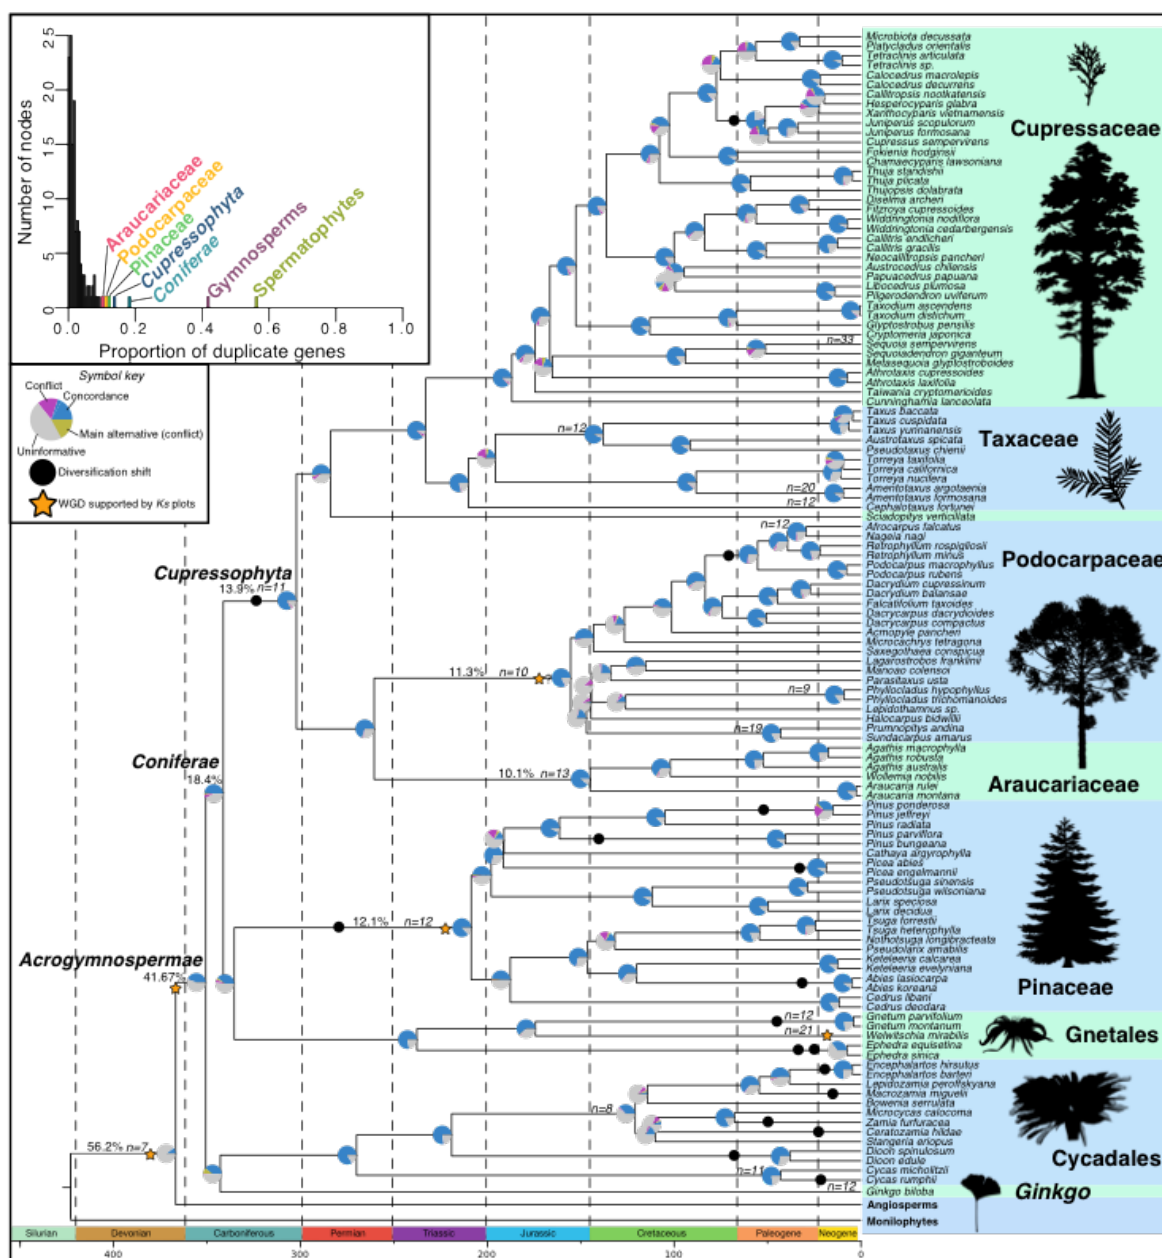 25
20
15
10
5
0
Number of nodes
Araucariaceae
Podocarpaceae
Pinaceae
Cupressophyta
Coniferae
Gymnosperms
Spermatophytes
0.0
0.2
0.4
0.6
0.8
1.0
Proportion of duplicate genes
Symbol key
Conflict
Concordance
Main alternative (conflict)
Uninformative
Diversification shift
WGD supported by Ks plots
Cupressophyta
13.9% n=11
Coniferae
18.4%
Acrogymnospermae
41.67%
56.2% n=7
11.3% n=10
?
10.1% n=13
12.1% n=12
n=33
n=12
n=20
n=12
n=12
n=9
n=19
n=12
n=21
n=8
n=11
n=12
Microbiota decussata
Platycladus orientalis
Tetraclinis articulata
Tetraclinis sp.
Calocedrus macrolepis
Calocedrus decurrens
Callitropsis nootkatensis
Hesperocyparis glabra
Xanthocyparis vietnamensis
Juniperus scopulorum
Juniperus formosana
Cupressus sempervirens
Fokienia hodginsii
Chamaecyparis lawsoniana
Thuja standishii
Thuja plicata
Thujopsis dolabrata
Diselma archeri
Fitzroya cupressoides
Widdringtonia nodiflora
Widdringtonia cedarbergensis
Callitris endlicheri
Callitris gracilis
Neocallitropsis pancheri
Austrocedrus chilensis
Papuacedrus papuana
Libocedrus plumosa
Pilgerodendron uviferum
Taxodium ascendens
Taxodium distichum
Glyptostrobus pensilis
Cryptomeria japonica
Sequoia sempervirens
Sequoiadendron giganteum
Metasequoia glyptostroboides
Athrotaxis cupressoides
Athrotaxis laxifolia
Taiwania cryptomerioides
Cunninghamia lanceolata
Taxus baccata
Taxus cuspidata
Taxus yunnanensis
Austrotaxus spicata
Pseudotaxus chienii
Torreya taxifolia
Torreya californica
Torreya nucifera
Amentotaxus argotaenia
Amentotaxus formosana
Cephalotaxus fortunei
Sciadopitys verticillata
Afrocarpus falcatus
Nageia nagi
Retrophyllum rospigliosii
Retrophyllum minus
Podocarpus macrophyllus
Podocarpus rubens
Dacrydium cupressinum
Dacrydium balansae
Falcatifolium taxoides
Dacrycarpus dacrydioides
Dacrycarpus compactus
Acmopyle pancheri
Microcachrys tetragona
Saxegothaea conspicua
Lagarostrobos franklinii
Manoao colensoi
Parasitaxus usta
Phyllocladus hypophyllus
Phyllocladus trichomanoides
Lepidothamnus sp.
Halocarpus bidwillii
Prumnopitys andina
Sundacarpus amarus
Agathis macrophylla
Agathis robusta
Agathis australis
Wollemia nobilis
Araucaria rulei
Araucaria montana
Pinus ponderosa
Pinus jeffreyi
Pinus radiata
Pinus parviflora
Pinus bungeana
Cathaya argyrophylla
Picea abies
Picea engelmannii
Pseudotsuga sinensis
Pseudotsuga wilsoniana
Larix speciosa
Larix decidua
Tsuga forrestii
Tsuga heterophylla
Nothotsuga longibracteata
Pseudolarix amabilis
Keteleeria calcarea
Keteleeria evelyniana
Abies lasiocarpa
Abies koreana
Cedrus libani
Cedrus deodara
Gnetum parvifolium
Gnetum montanum
Welwitschia mirabilis
Ephedra equisetina
Ephedra sinica
Encephalartos hirsutus
Encephalartos barteri
Lepidozamia peroffskyana
Macrozamia miquelii
Bowenia serrulata
Microcycas calocoma
Zamia furfuracea
Ceratozamia hildae
Stangeria eriopus
Dioon spinulosum
Dioon edule
Cycas micholitzii
Cycas rumphii
Ginkgo biloba
Angiosperms
Monilophytes
Cupressaceae
Taxaceae
Podocarpaceae
Araucariaceae
Pinaceae
Gnetales
Cycadales
Ginkgo
Silurian
Devonian
Carboniferous
Permian
Triassic
Jurassic
Cretaceous
Paleogene
Neogene
400
300
200
100
0